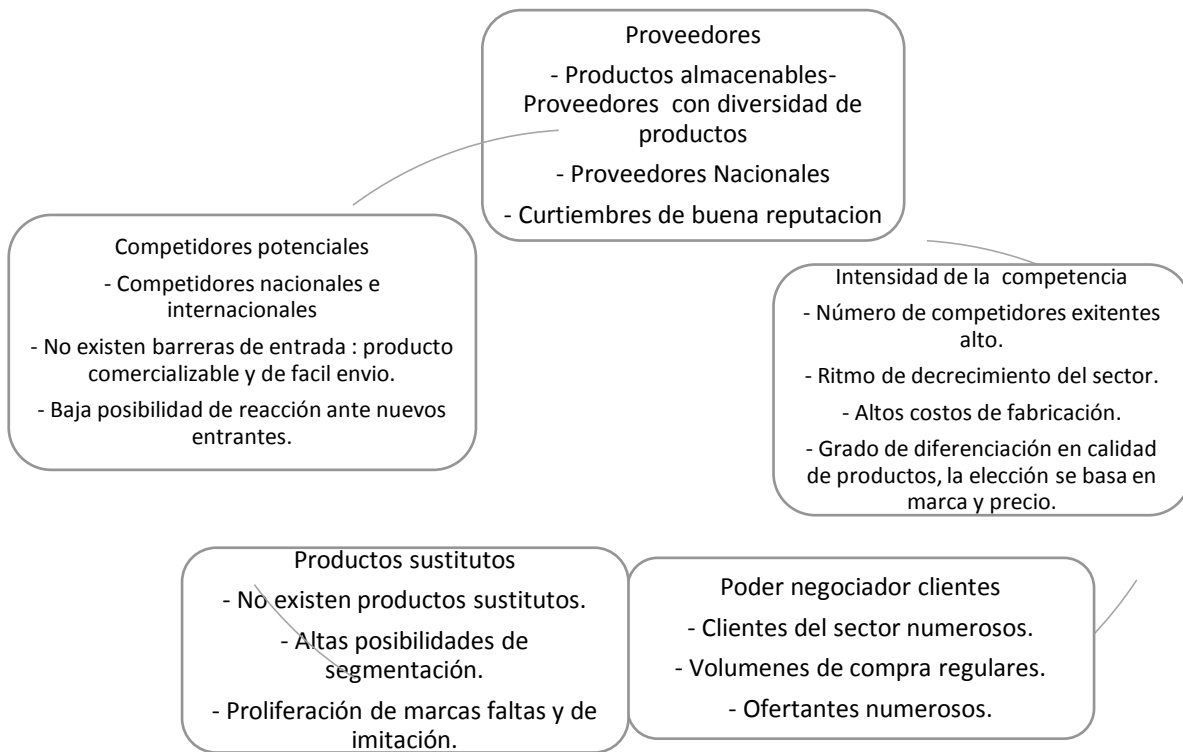 Proveedores
- Productos almacenables-
Proveedores con diversidad de
productos
- Proveedores Nacionales
- Curtiembres de buena reputacion
Competidores potenciales
- Competidores nacionales e
internacionales
- No existen barreras de entrada : producto
comercializable y de facil envio.
- Baja posibilidad de reacción ante nuevos
entrantes.
Intensidad de la competencia
- Número de competidores exitentes
alto.
- Ritmo de decrecimiento del sector.
- Altos costos de fabricación.
- Grado de diferenciación en calidad
de productos, la elección se basa en
marca y precio.
Productos sustitutos
- No existen productos sustitutos.
- Altas posibilidades de
segmentación.
- Proliferación de marcas faltas y de
imitación.
Poder negociador clientes
- Clientes del sector numerosos.
- Volumenes de compra regulares.
- Ofertantes numerosos.